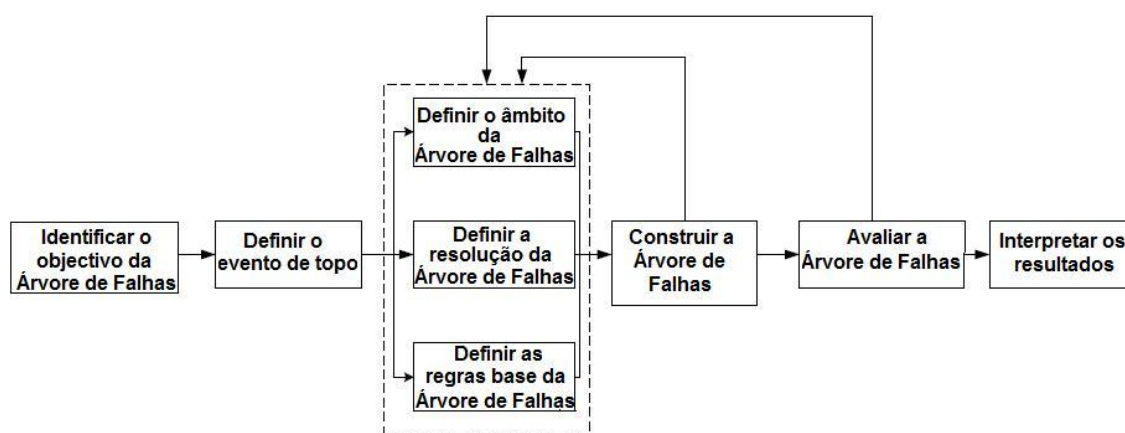 Identificar o
objectivo da
Árvore de Falhas
Definir o
evento de topo
Definir o âmbito
da
Árvore de Falhas
Definir a
resolução da
Árvore de Falhas
Definir as
regras base da
Árvore de Falhas
Construir a
Árvore de
Falhas
Avaliar a
Árvore de Falhas
Interpretar os
resultados